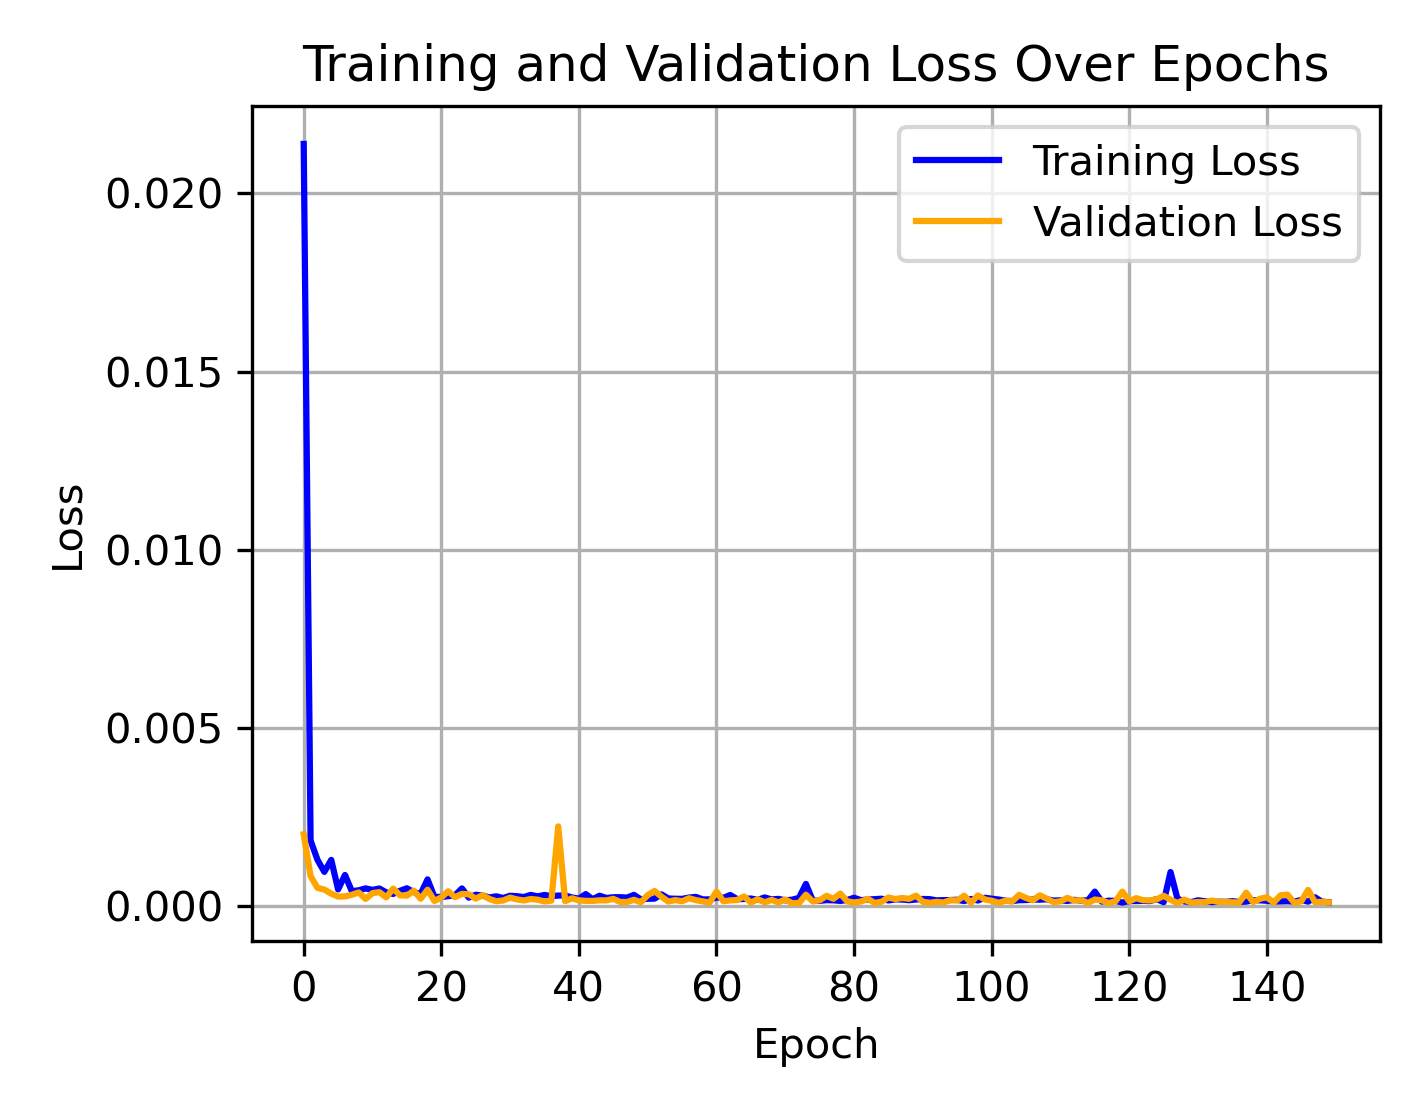 Training and Validation Loss Over Epochs
Training Loss
Validation Loss
0.020
0.015
0.010
0.005
0.000
Loss
0 20 40 60 80 100 120 140
Epoch